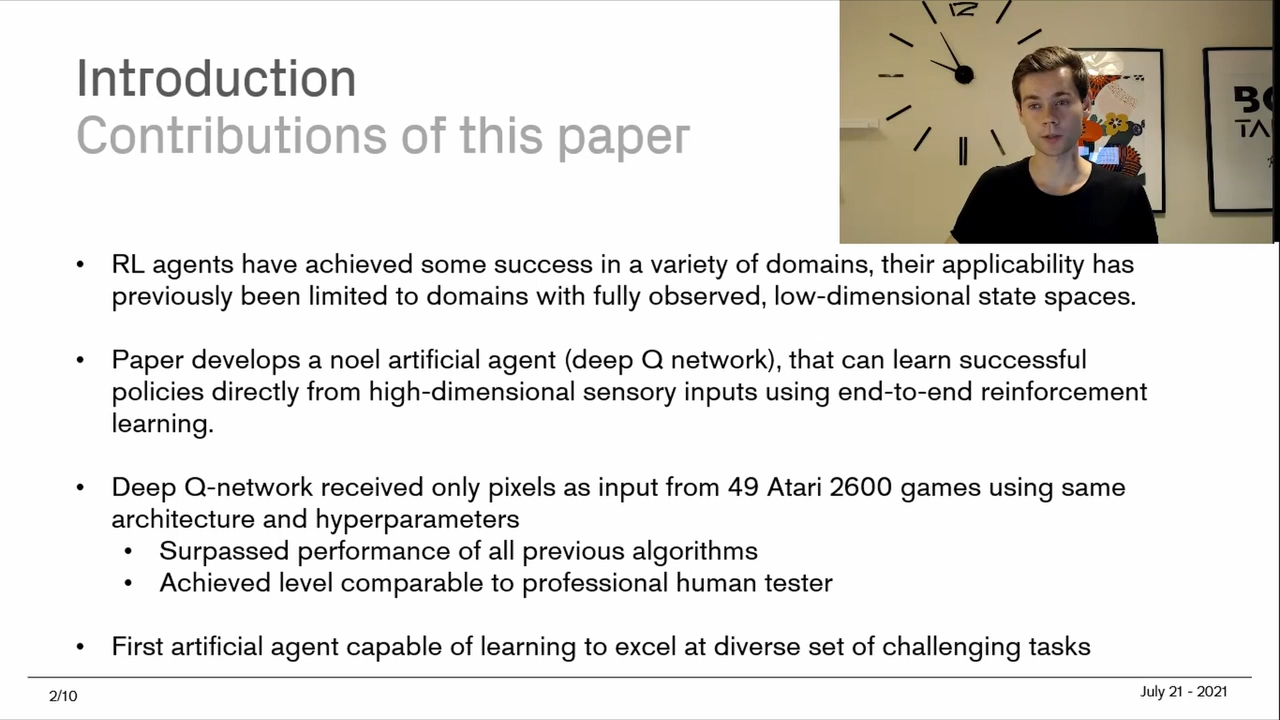 Introduction
Contributions of this paper
12
• RL agents have achieved some success in a variety of domains, their applicability has
previously been limited to domains with fully observed, low-dimensional state spaces.
• Paper develops a noel artificial agent (deep Q network), that can learn successful
policies directly from high-dimensional sensory inputs using end-to-end reinforcement
learning.
• Deep Q-network received only pixels as input from 49 Atari 2600 games using same
architecture and hyperparameters
• Surpassed performance of all previous algorithms
• Achieved level comparable to professional human tester
• First artificial agent capable of learning to excel at diverse set of challenging tasks
2/10
July 21 - 2021